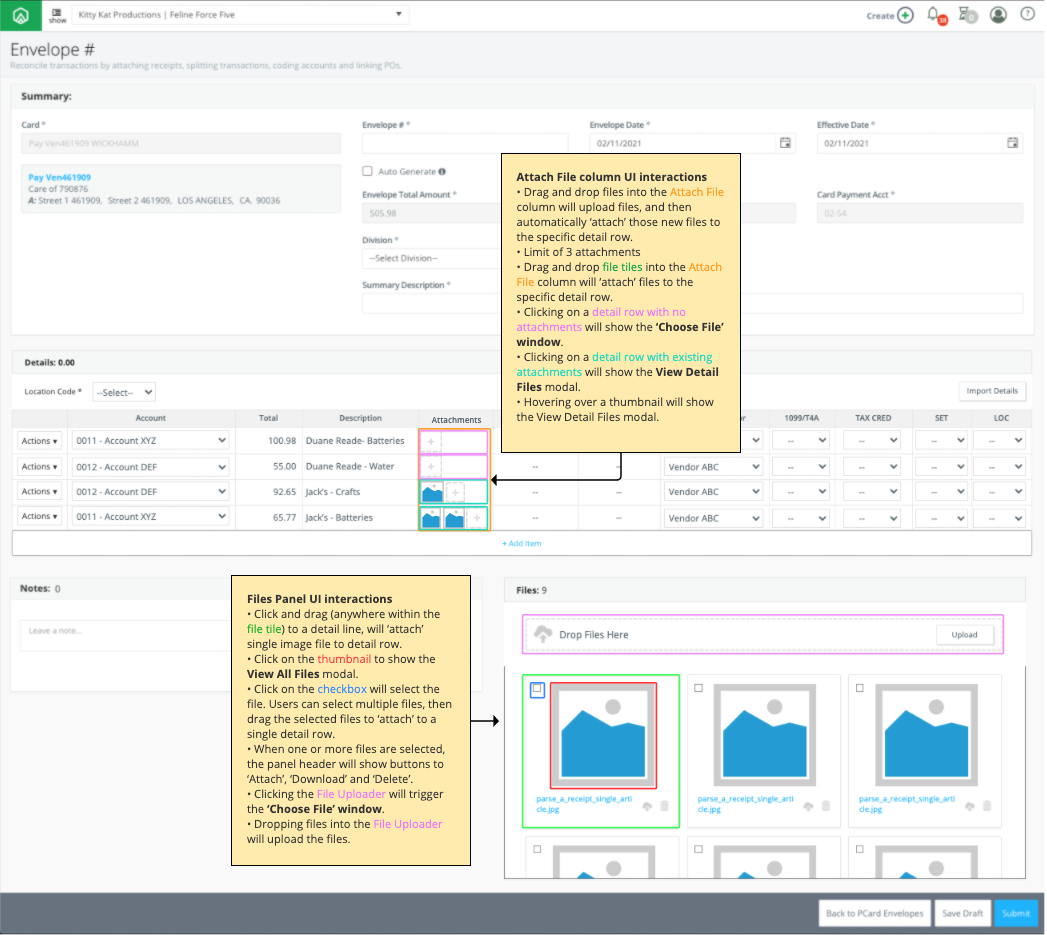 show
Kitty Kat Productions | Feline Force Five
Create
38
0
Envelope #
Reconcile transactions by attaching receipts, splitting transactions, coding accounts and linking POs.
Summary:
Card *
Envelope # *
Envelope Date *
Effective Date *
Pay Ven461909 WICKHAMM
02/11/2021
02/11/2021
Pay Ven461909
Care of 790876
A: Street 1 461909, Street 2 461909, LOS ANGELES, CA. 90036
Auto Generate
Envelope Total Amount *
Card Payment Acct *
505.98
02-54
Division *
--Select Division--
Summary Description *
Attach File column UI interactions
• Drag and drop files into the Attach File
column will upload files, and then
automatically ‘attach’ those new files to
the specific detail row.
• Limit of 3 attachments
• Drag and drop file tiles into the Attach
File column will ‘attach’ files to the
specific detail row.
• Clicking on a detail row with no
attachments will show the ‘Choose File’
window.
• Clicking on a detail row with existing
attachments will show the View Detail
Files modal.
• Hovering over a thumbnail will show
the View Detail Files modal.
Details: 0.00
Location Code *
--Select--
Import Details
Account Total Description Attachments 1099/T4A TAX CRED SET LOC
Actions 0011 - Account XYZ 100.98 Duane Reade- Batteries + -- -- -- --
Actions 0012 - Account DEF 55.00 Duane Reade - Water + -- -- Vendor ABC -- -- -- --
Actions 0012 - Account DEF 92.65 Jack's - Crafts + -- -- Vendor ABC -- -- -- --
Actions 0011 - Account XYZ 65.77 Jack's - Batteries + -- -- Vendor ABC -- -- -- --
+ Add Item
Notes: 0
Leave a note...
Files Panel UI interactions
• Click and drag (anywhere within the
file tile) to a detail line, will ‘attach’
single image file to detail row.
• Click on the thumbnail to show the
View All Files modal.
• Click on the checkbox will select the
file. Users can select multiple files, then
drag the selected files to ‘attach’ to a
single detail row.
• When one or more files are selected,
the panel header will show buttons to
‘Attach’, ‘Download’ and ‘Delete’.
• Clicking the File Uploader will trigger
the ‘Choose File’ window.
• Dropping files into the File Uploader
will upload the files.
Files: 9
Drop Files Here
Upload
parse_a_receipt_single_arti
cle.jpg
parse_a_receipt_single_arti
cle.jpg
parse_a_receipt_single_arti
cle.jpg
Back to PCard Envelopes
Save Draft
Submit